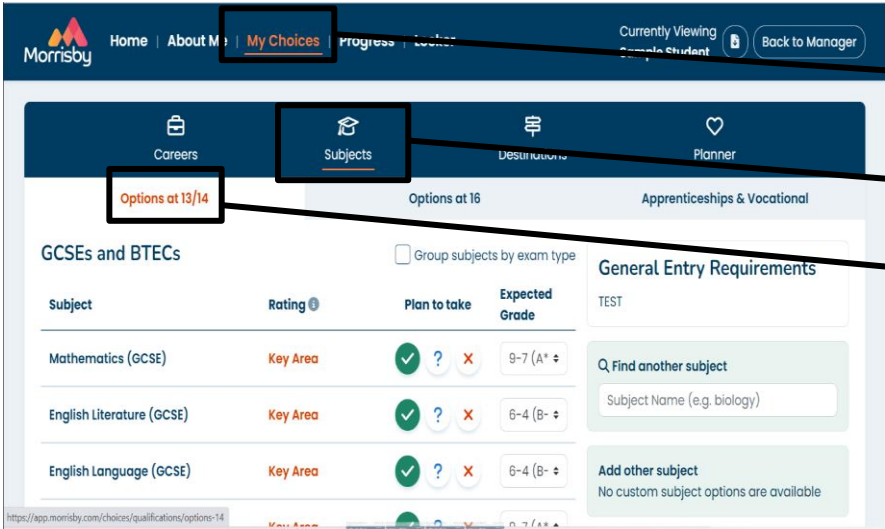 Currently Viewing
Morrisby Home | About Me | My Choices | Progress | Sample Student Back to Manager
Careers Subjects Destinations Planner
Options at 13/14 Options at 16 Apprenticeships & Vocational
GCSEs and BTECs Group subjects by exam type
General Entry Requirements
Subject Rating Plan to take Expected Grade
TEST
Mathematics (GCSE) Key Area ? 9-7 (A*
Find another subject
Subject Name (e.g. biology)
English Literature (GCSE) Key Area ? 6-4 (B-
English Language (GCSE) Key Area ? 6-4 (B-
Add other subject
No custom subject options are available
https://app.morrisby.com/choices/qualifications/options-14